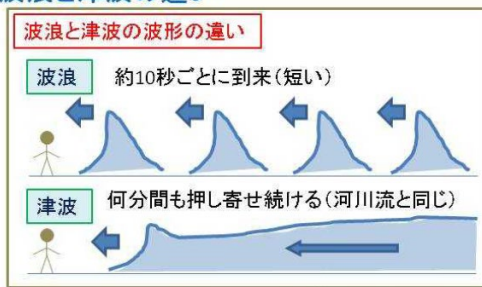 波浪と津波の波形の違い
波浪
約10秒ごとに到来(短い)
津波
何分間も押し寄せ続ける(河川流と同じ)